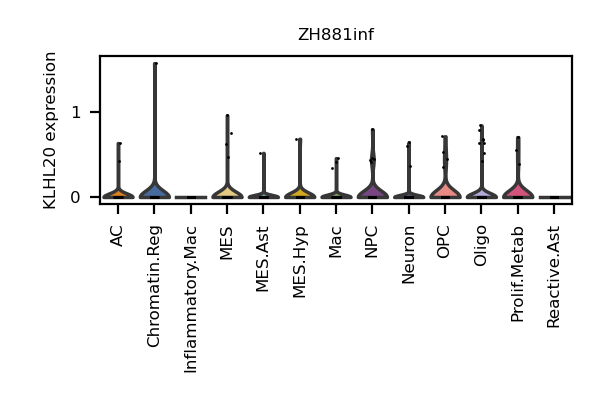 ZH881inf
KLHL20 expression
1
0
AC
Chromatin.Reg
Inflammatory.Mac
MES
MES.Ast
MES.Hyp
Mac
NPC
Neuron
OPC
Oligo
Prolif.Metab
Reactive.Ast